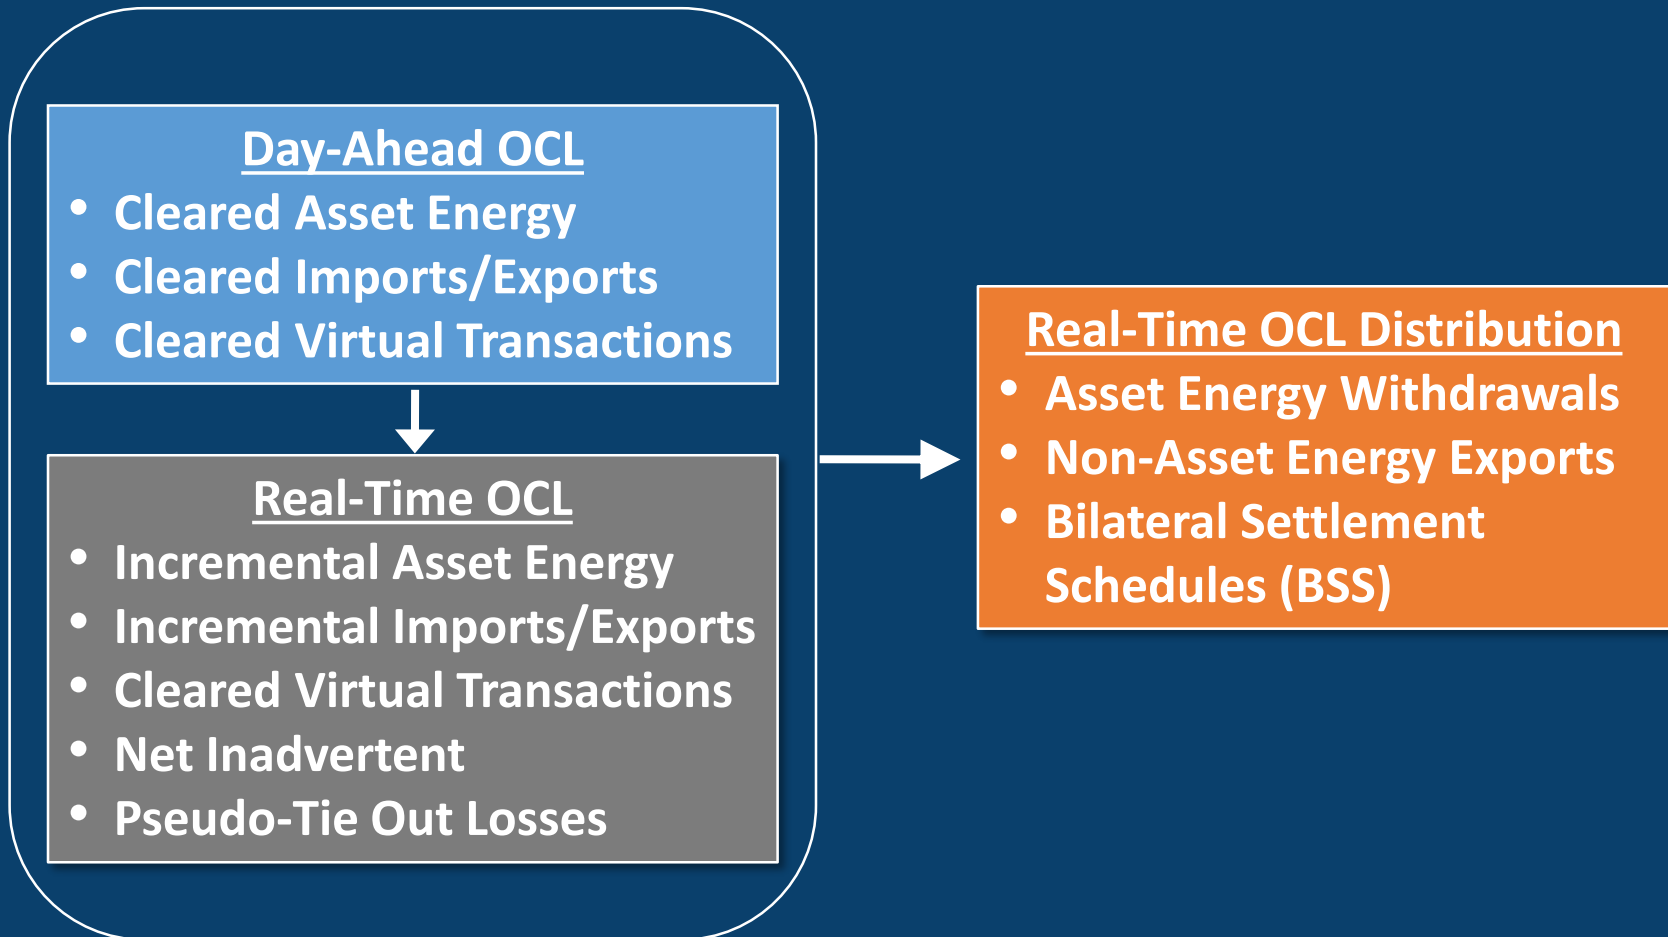 Day-Ahead OCL
• Cleared Asset Energy
• Cleared Imports/Exports
• Cleared Virtual Transactions
Real-Time OCL
• Incremental Asset Energy
• Incremental Imports/Exports
• Cleared Virtual Transactions
• Net Inadvertent
• Pseudo-Tie Out Losses
Real-Time OCL Distribution
• Asset Energy Withdrawals
• Non-Asset Energy Exports
• Bilateral Settlement
Schedules (BSS)